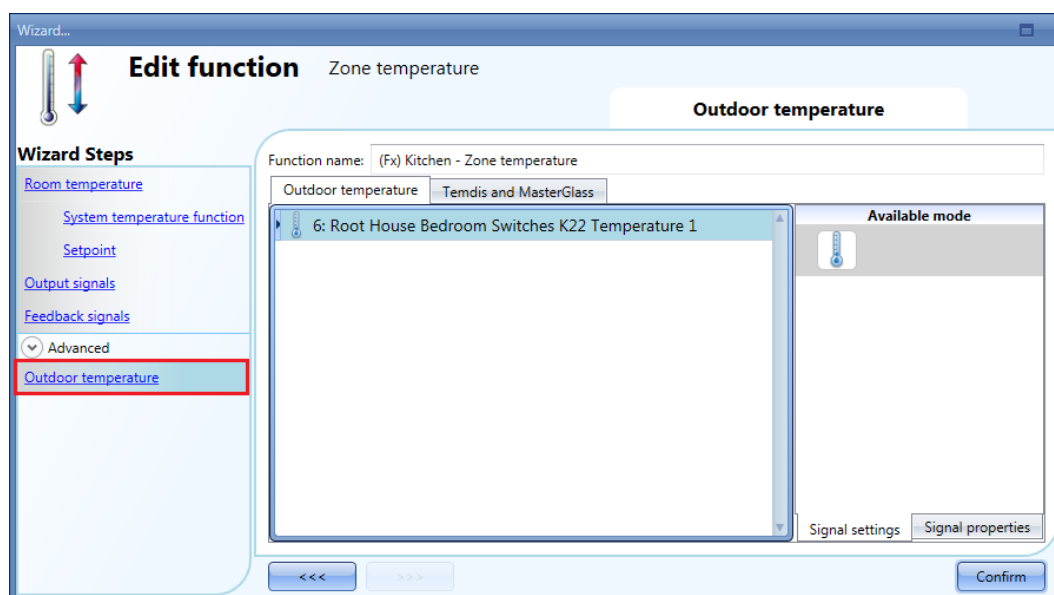 Wizard...
Edit function Zone temperature
Outdoor temperature
Wizard Steps
Room temperature
System temperature function
Setpoint
Output signals
Feedback signals
Advanced
Outdoor temperature
Function name: (Fx) Kitchen - Zone temperature
Outdoor temperature Temdis and MasterGlass
6: Root House Bedroom Switches K22 Temperature 1
Available mode
Signal settings Signal properties
<<< >>> Confirm